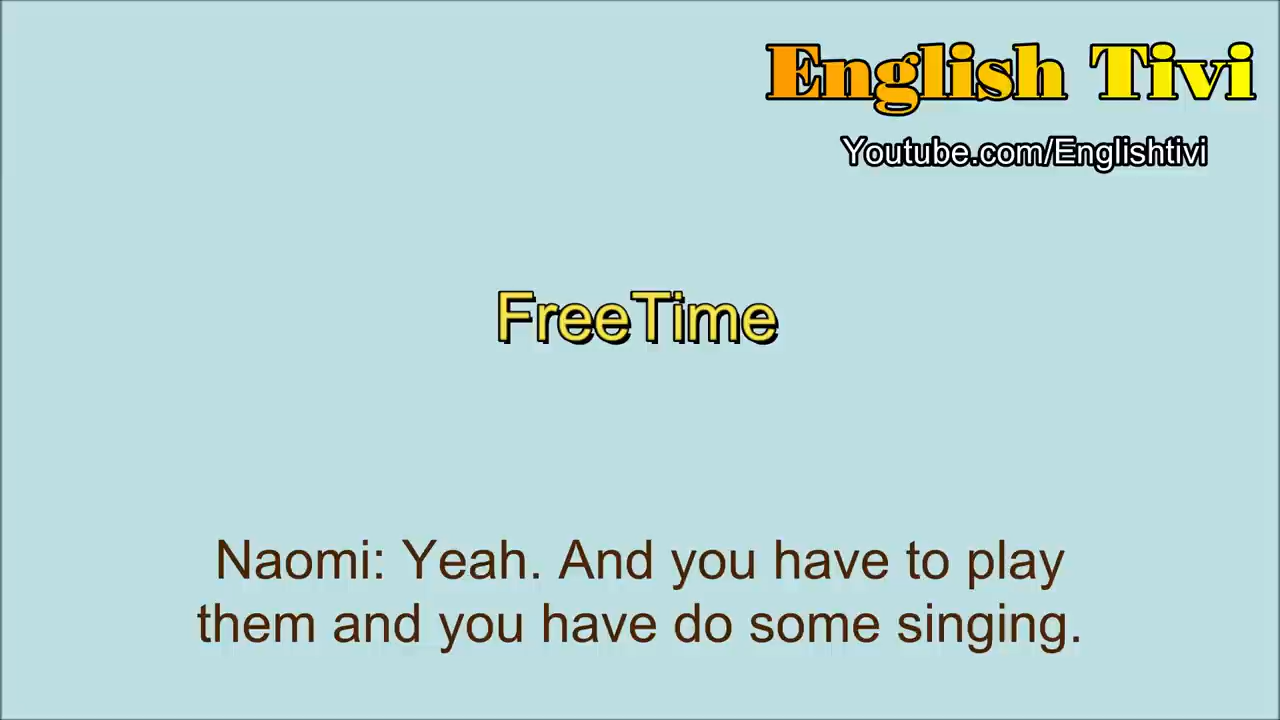 English Tivi
Youtube.com/Englishtivi
FreeTime
Naomi: Yeah. And you have to play
them and you have do some singing.